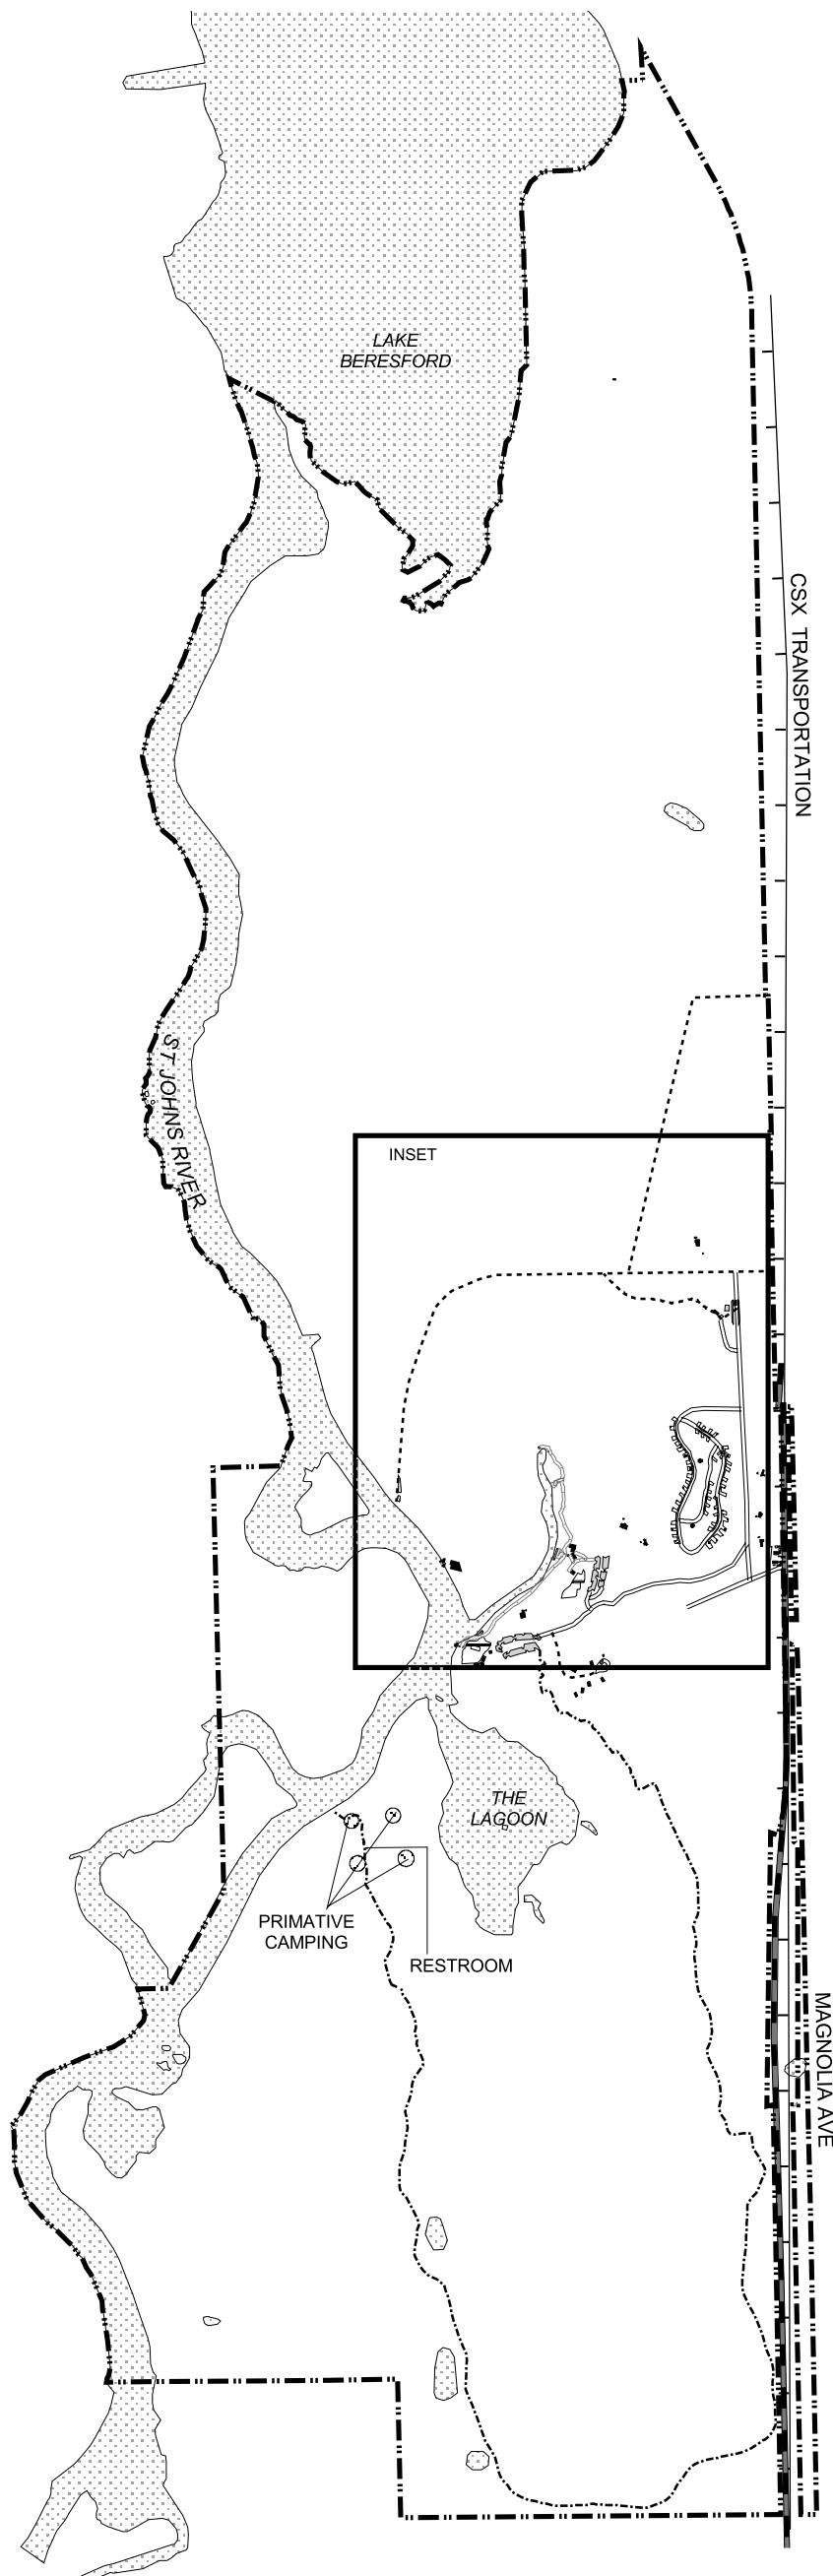 LAKE
BERESFORD
CSX TRANSPORTATION
ST JOHNS RIVER
INSET
THE
LAGOON
PRIMATIVE
CAMPING
RESTROOM
MAGNOLIA AVE